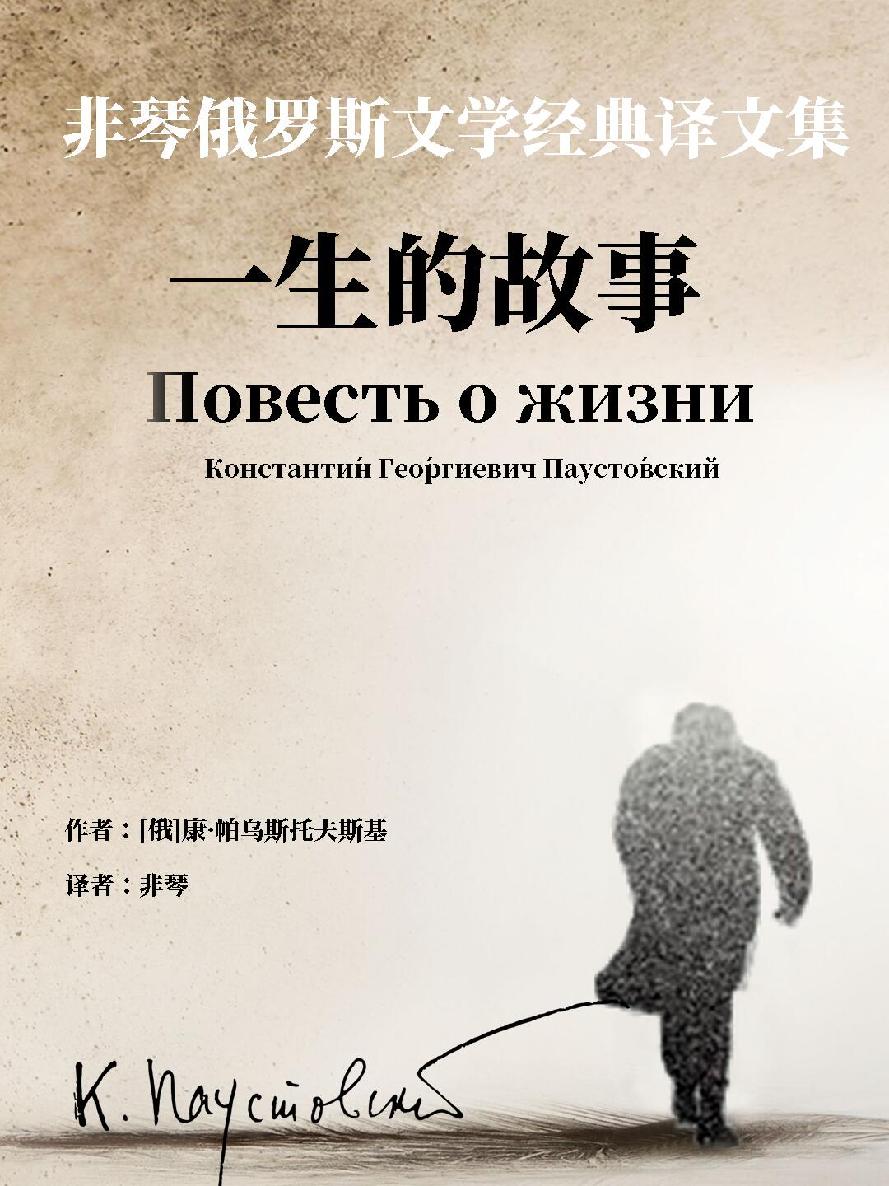 非琴俄罗斯文学经典译文集
一生的故事
Повесть о жизни
Константи́н Гео́ргиевич Паусто́вский
作者：[俄]康·帕乌斯托夫斯基
译者：非琴
К. Паустовский